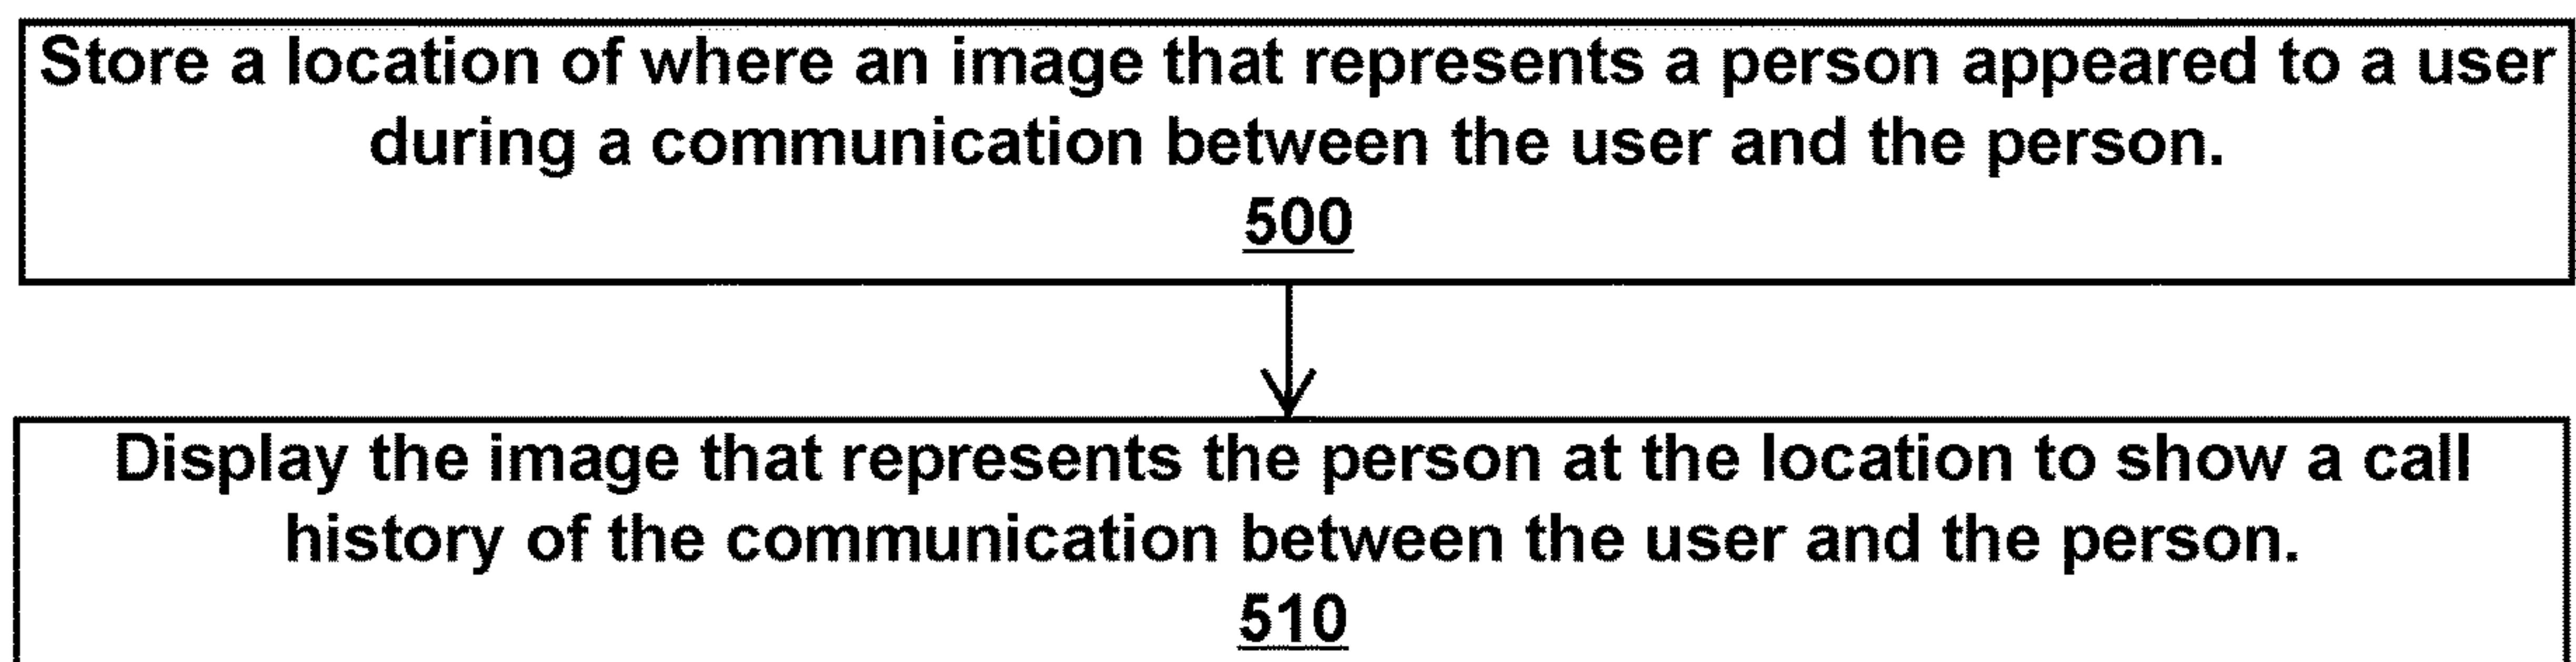 Store a location of where an image that represents a person appeared to a user
during a communication between the user and the person.
500
Display the image that represents the person at the location to show a call
history of the communication between the user and the person.
510